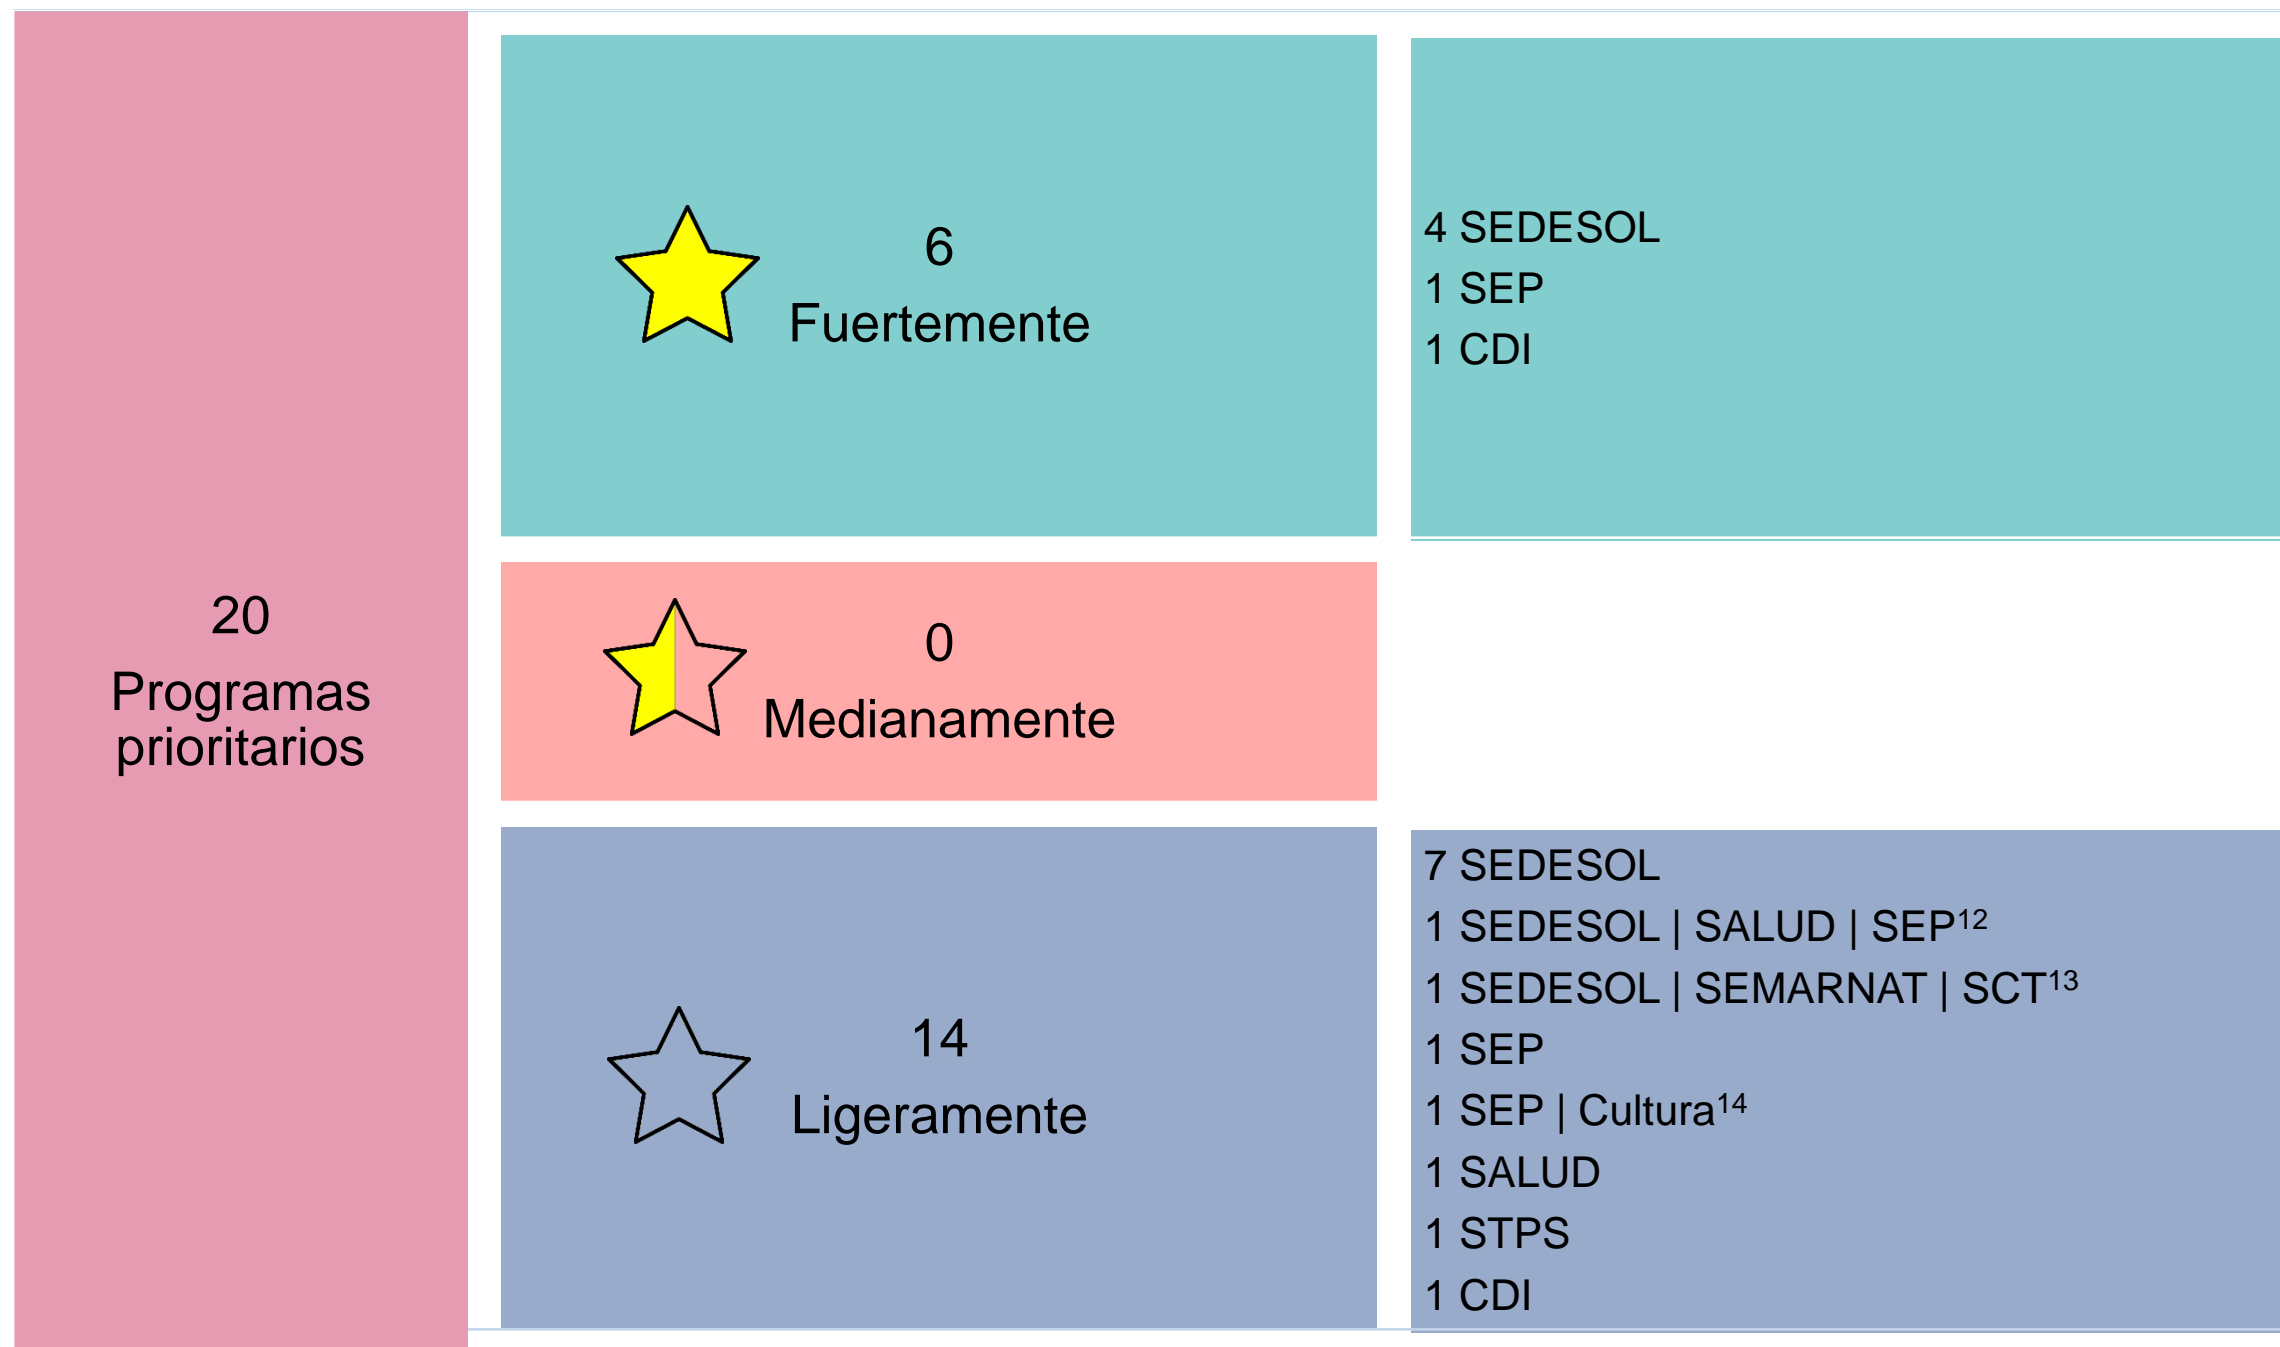 20
Programas
prioritarios
6
Fuertemente
4 SEDESOL
1 SEP
1 CDI
0
Medianamente
14
Ligeramente
7 SEDESOL
1 SEDESOL | SALUD | SEP¹²
1 SEDESOL | SEMARNAT | SCT¹³
1 SEP
1 SEP | Cultura¹⁴
1 SALUD
1 STPS
1 CDI